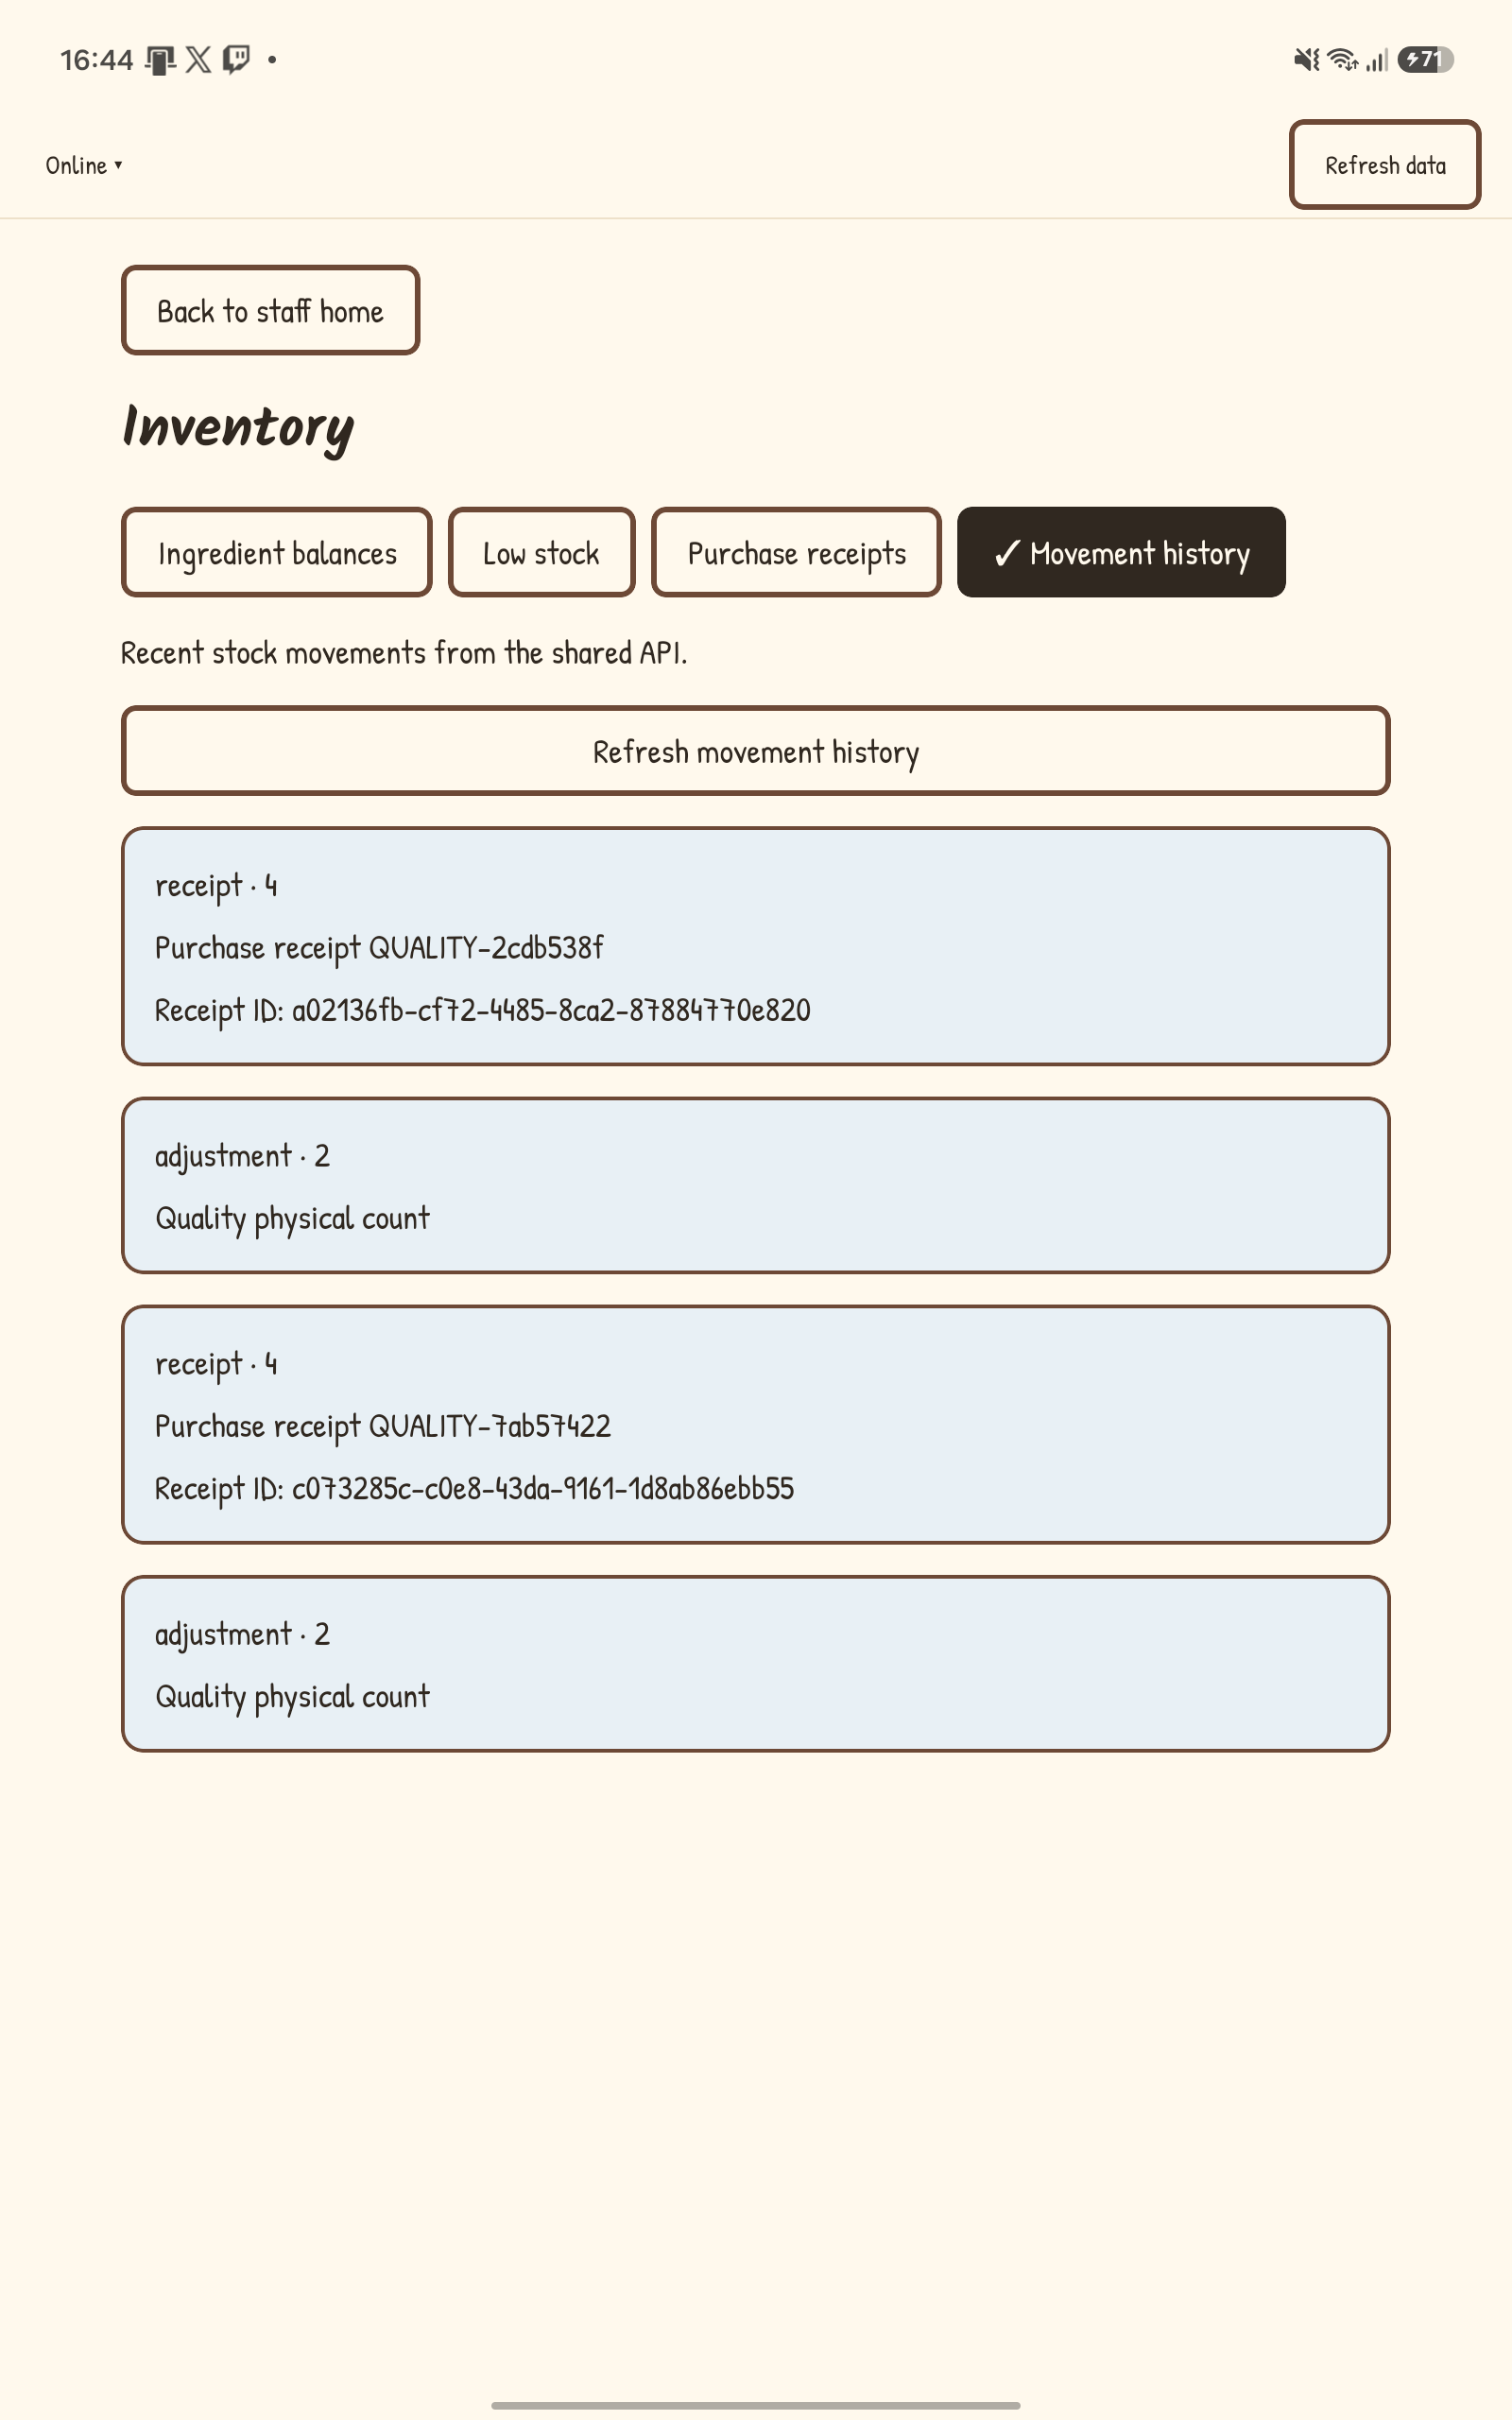 16:44
71
Online ▾
Refresh data
Back to staff home
Inventory
Ingredient balances
Low stock
Purchase receipts
✓ Movement history
Recent stock movements from the shared API.
Refresh movement history
receipt · 4
Purchase receipt QUALITY-2cdb538f
Receipt ID: a02136fb-cf72-4485-8ca2-87884770e820
adjustment · 2
Quality physical count
receipt · 4
Purchase receipt QUALITY-7ab57422
Receipt ID: c073285c-c0e8-43da-9161-1d8ab86ebb55
adjustment · 2
Quality physical count